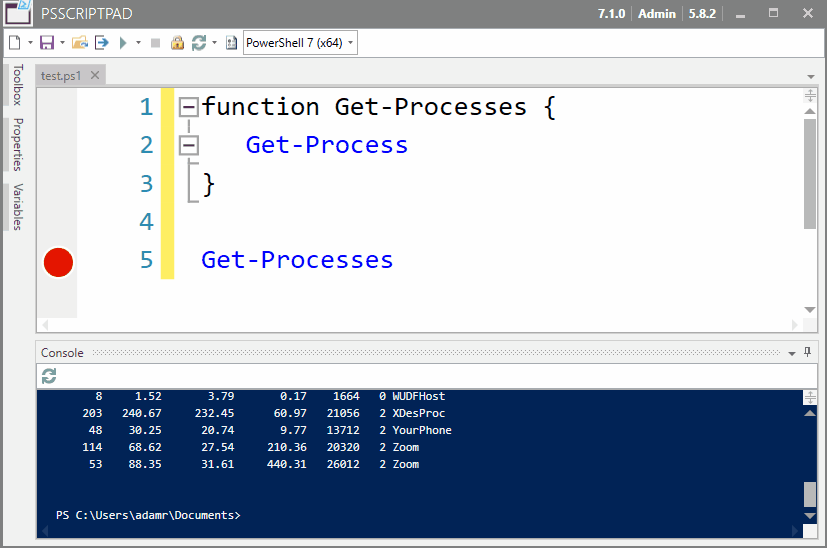 PSSCRIPTPAD 7.1.0 Admin 5.8.2
PowerShell 7 (x64)
Toolbox
Properties
Variables
test.ps1
1 function Get-Processes {
2 Get-Process
3 }
4
5 Get-Processes
Console
8 1.52 3.79 0.17 1664 0 WUDFHost
203 240.67 232.45 60.97 21056 2 XDesProc
48 30.25 20.74 9.77 13712 2 YourPhone
114 68.62 27.54 210.36 20320 2 Zoom
53 88.35 31.61 440.31 26012 2 Zoom
PS C:\Users\adamr\Documents>